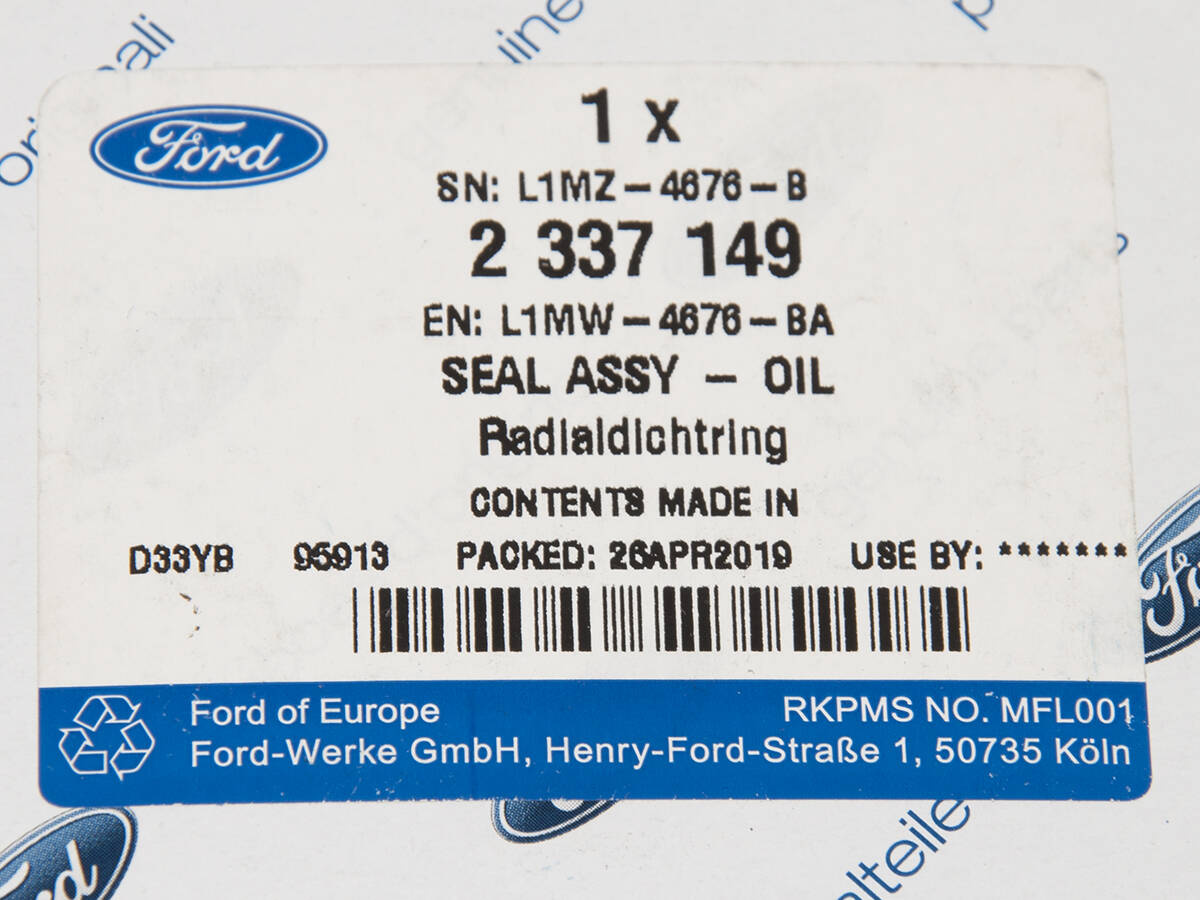 Ford
1 x
SN: L1MZ-4676-B
2 337 149
EN: L1MW-4676-BA
SEAL ASSY - OIL
Radialdichtring
CONTENTS MADE IN
D33YB 95913 PACKED: 26APR2019 USE BY: *******
Ford of Europe RKPMS NO. MFL001
Ford-Werke GmbH, Henry-Ford-Straße 1, 50735 Köln